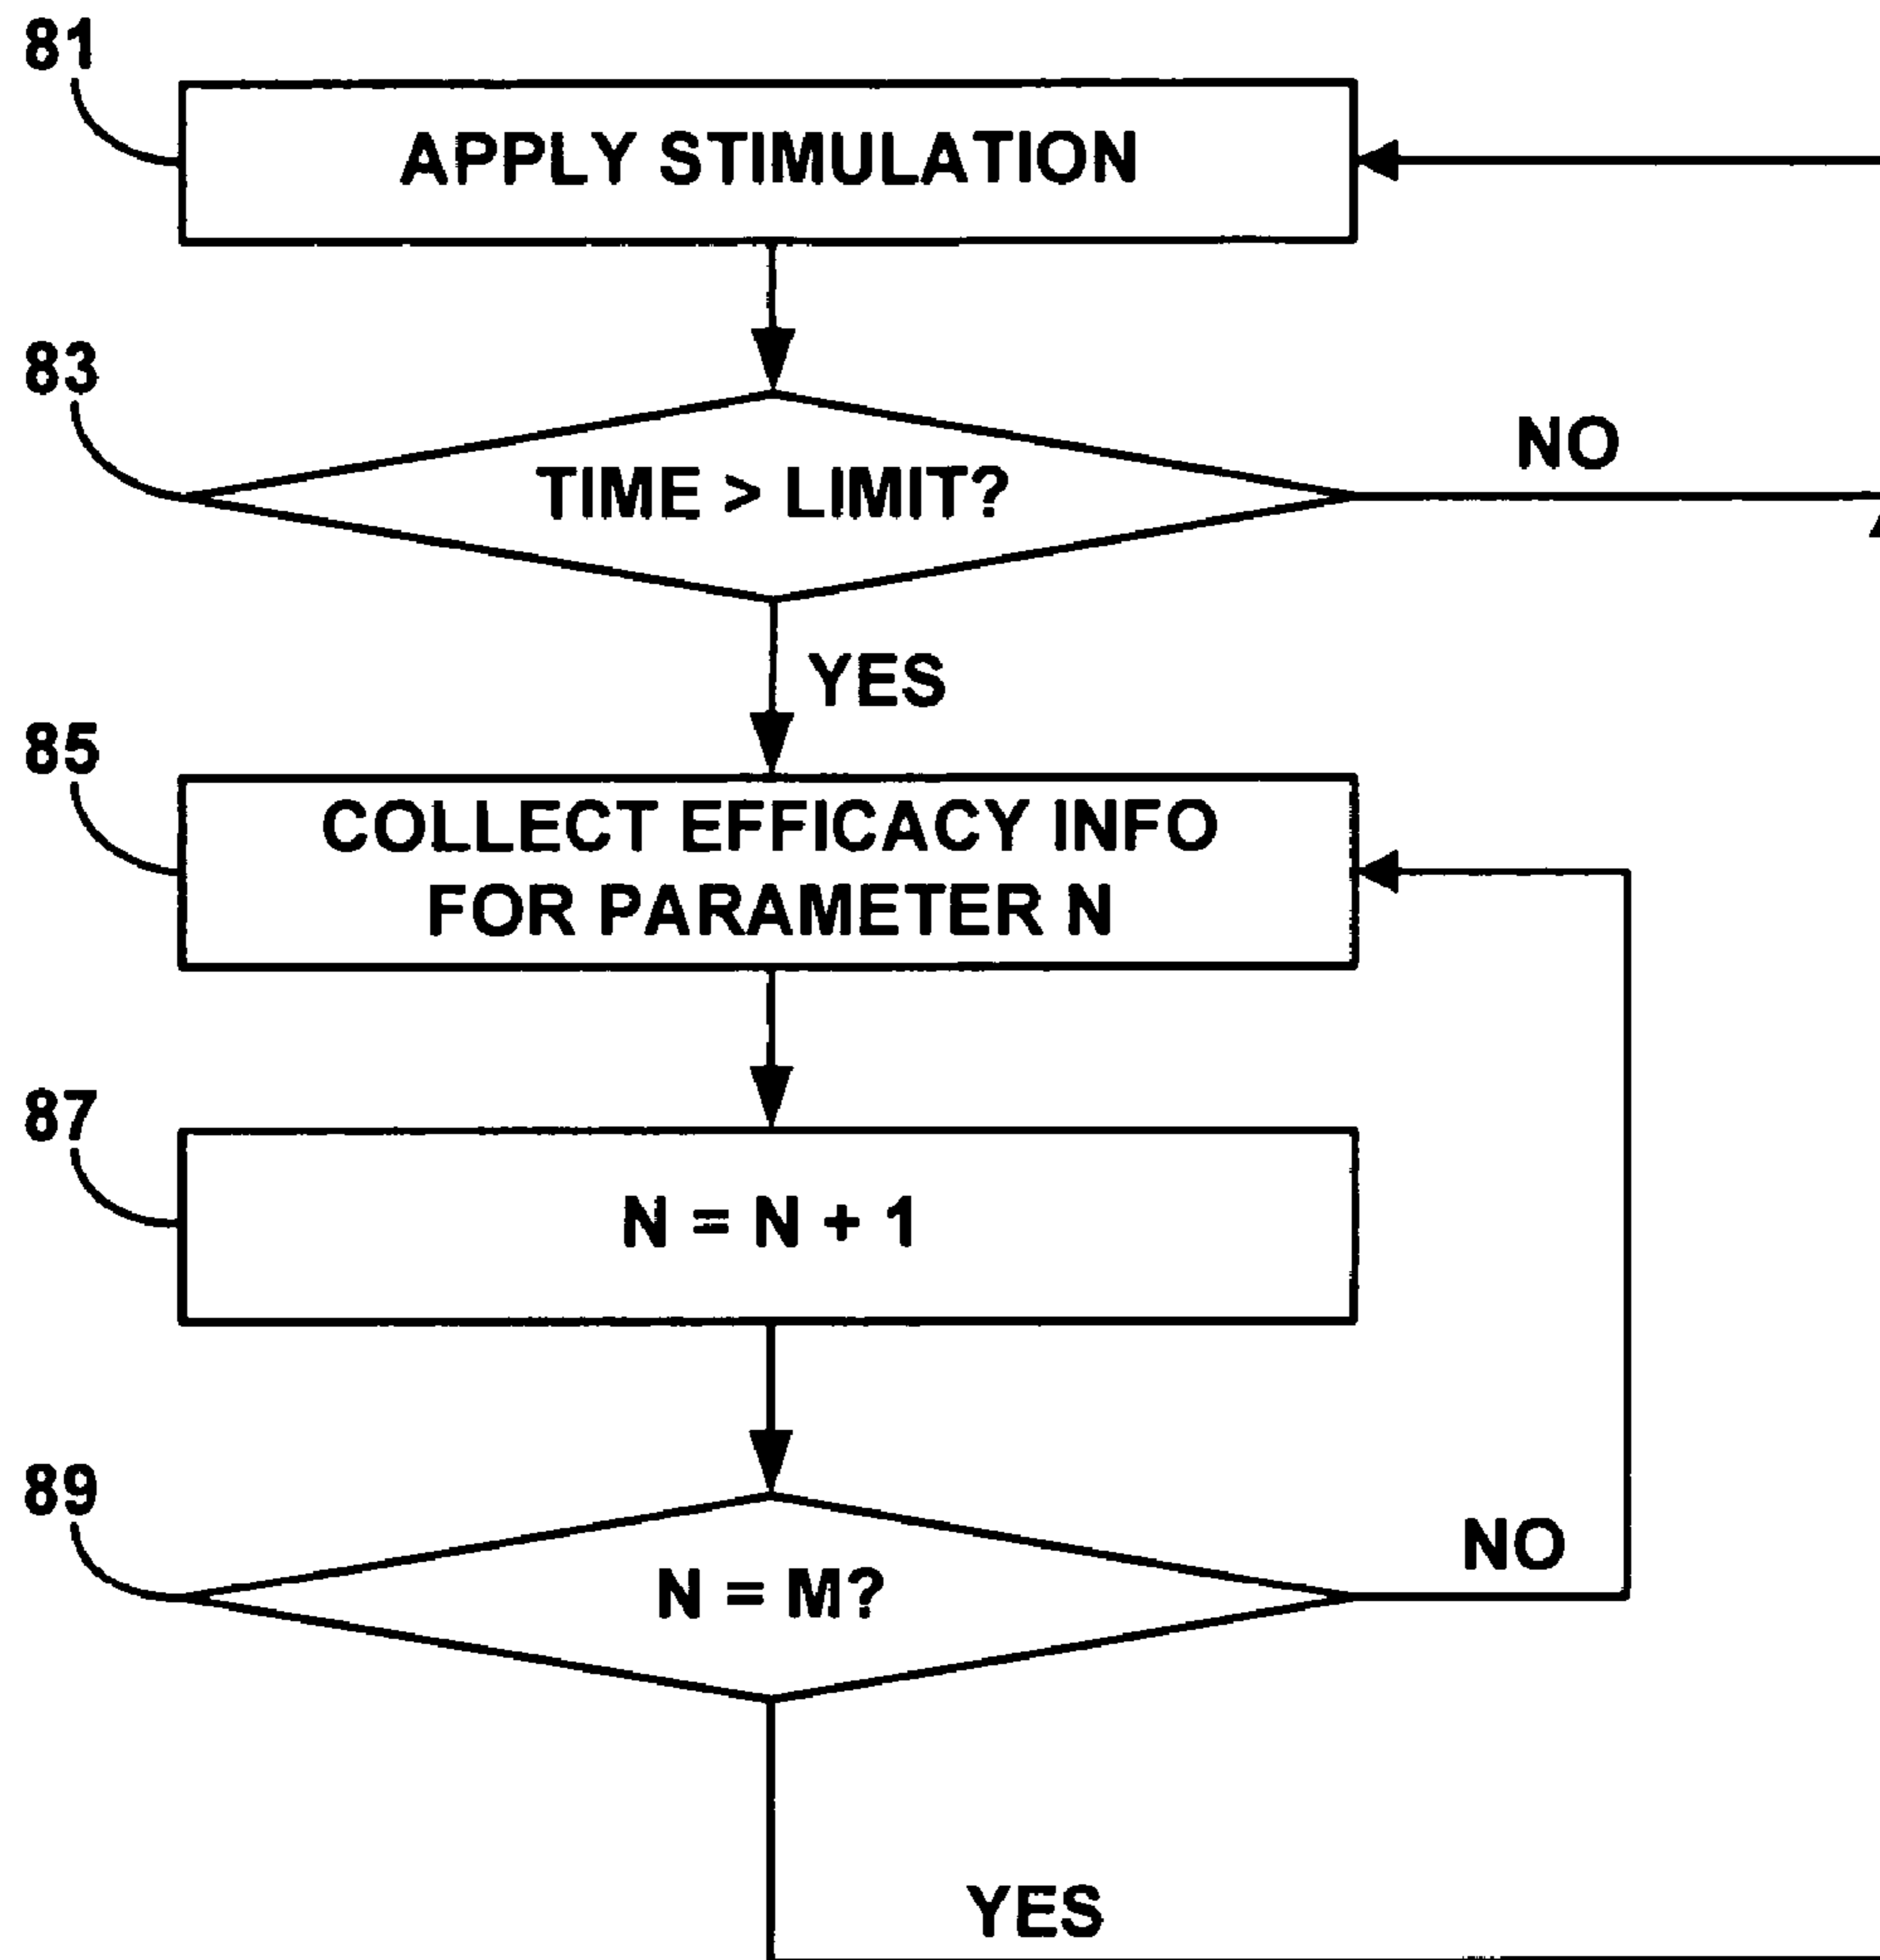 81
APPLY STIMULATION
83
TIME > LIMIT?
NO
YES
85
COLLECT EFFICACY INFO
FOR PARAMETER N
87
N = N + 1
89
N = M?
NO
YES